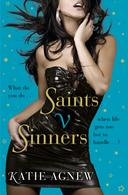 What do you
do ...
Saints
v
Sinners
... when life
gets too
hot to
handle ...?
KATIE AGNEW